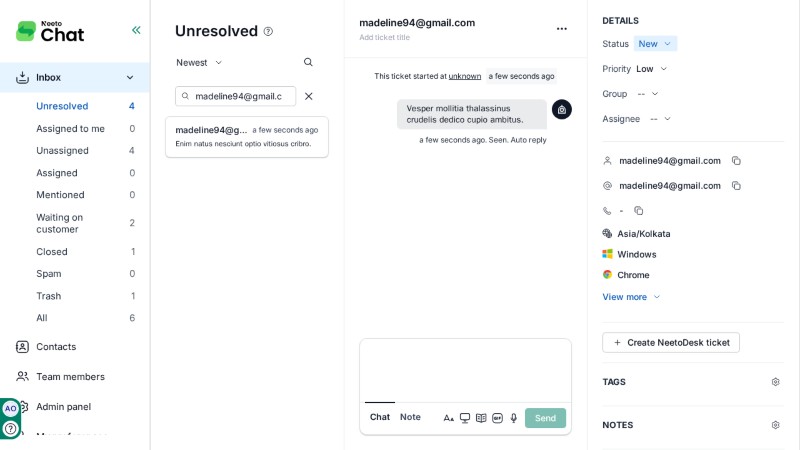 Neeto
Chat
Inbox
Unresolved 4
Assigned to me 0
Unassigned 4
Assigned 0
Mentioned 0
Waiting on
customer 2
Closed 1
Spam 0
Trash 1
All 6
Contacts
Team members
Admin panel
AO
Unresolved
Newest
madeline94@gmail.c
madeline94@g... a few seconds ago
Enim natus nesciunt optio vitiosus cribro.
madeline94@gmail.com
Add ticket title
This ticket started at unknown a few seconds ago
Vesper mollitia thalassinus
crudelis dedico cupio ambitus.
a few seconds ago. Seen. Auto reply
Chat Note
GIF
Send
DETAILS
Status New
Priority Low
Group --
Assignee --
madeline94@gmail.com
madeline94@gmail.com
-
Asia/Kolkata
Windows
Chrome
View more
+ Create NeetoDesk ticket
TAGS
NOTES